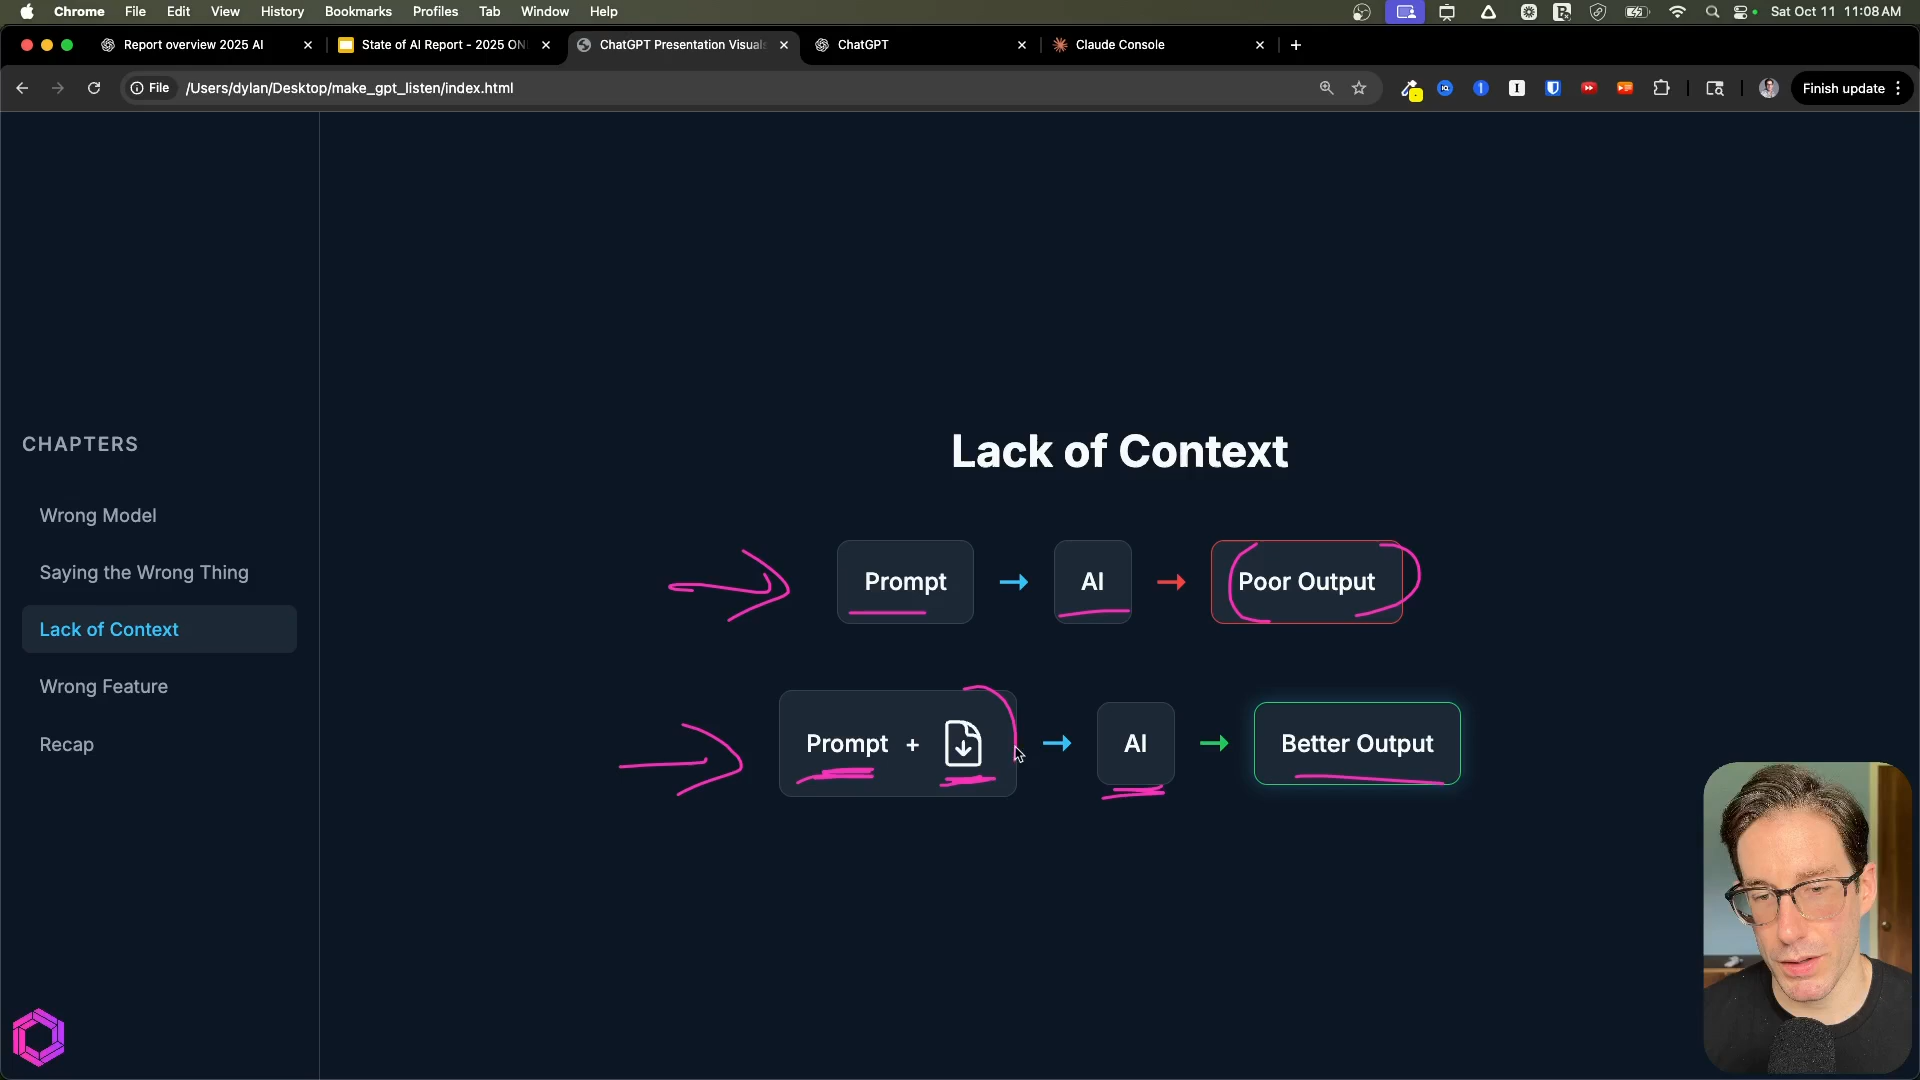 Chrome File Edit View History Bookmarks Profiles Tab Window Help Sat Oct 11 11:08 AM
Report overview 2025 AI State of AI Report - 2025 ON ChatGPT Presentation Visuals ChatGPT Claude Console
File /Users/dylan/Desktop/make_gpt_listen/index.html Finish update
CHAPTERS
Wrong Model
Saying the Wrong Thing
Lack of Context
Wrong Feature
Recap
Lack of Context
Prompt AI Poor Output
Prompt + AI Better Output